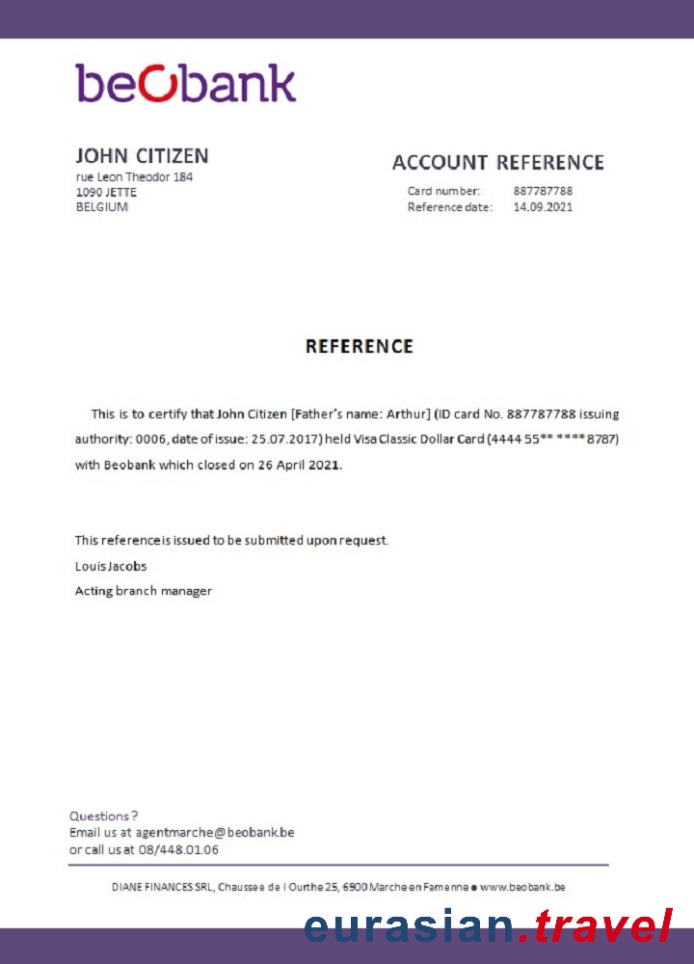 beobank
JOHN CITIZEN
rue Leon Theodor 184
1090 JETTE
BELGIUM
ACCOUNT REFERENCE
Card number: 887787788
Reference date: 14.09.2021
REFERENCE
This is to certify that John Citizen [Father's name: Arthur] (ID card No. 887787788 issuing
authority: 0006, date of issue: 25.07.2017) held Visa Classic Dollar Card (4444 55** **** 8787)
with Beobank which closed on 26 April 2021.
This reference is issued to be submitted upon request.
Louis Jacobs
Acting branch manager
Questions ?
Email us at agentmarche@beobank.be
or call us at 08/448.01.06
DIANE FINANCES SRL, Chaussee de l Ourthe 25, 6900 Marche en Famenne ● www.beobank.be
eurasian.travel